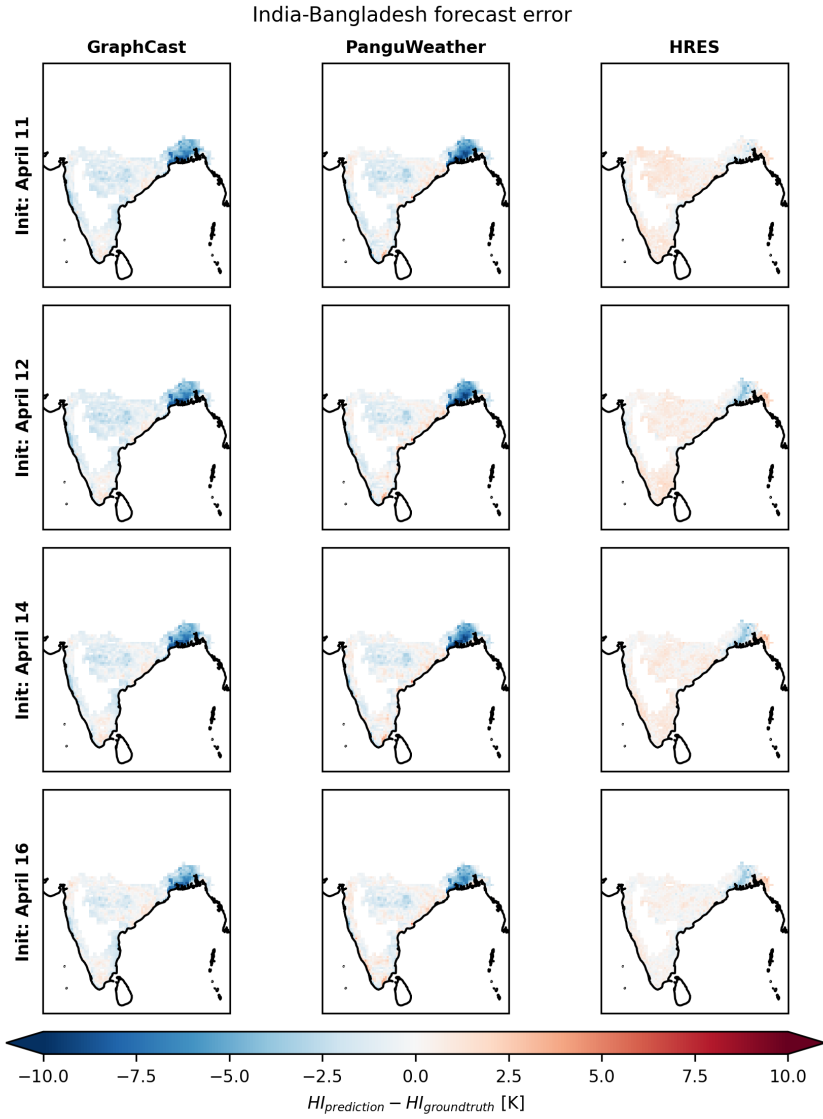 India-Bangladesh forecast error
GraphCast PanguWeather HRES
Init: April 11
Init: April 12
Init: April 14
Init: April 16
−10.0 −7.5 −5.0 −2.5 0.0 2.5 5.0 7.5 10.0
HI_prediction − HI_groundtruth [K]